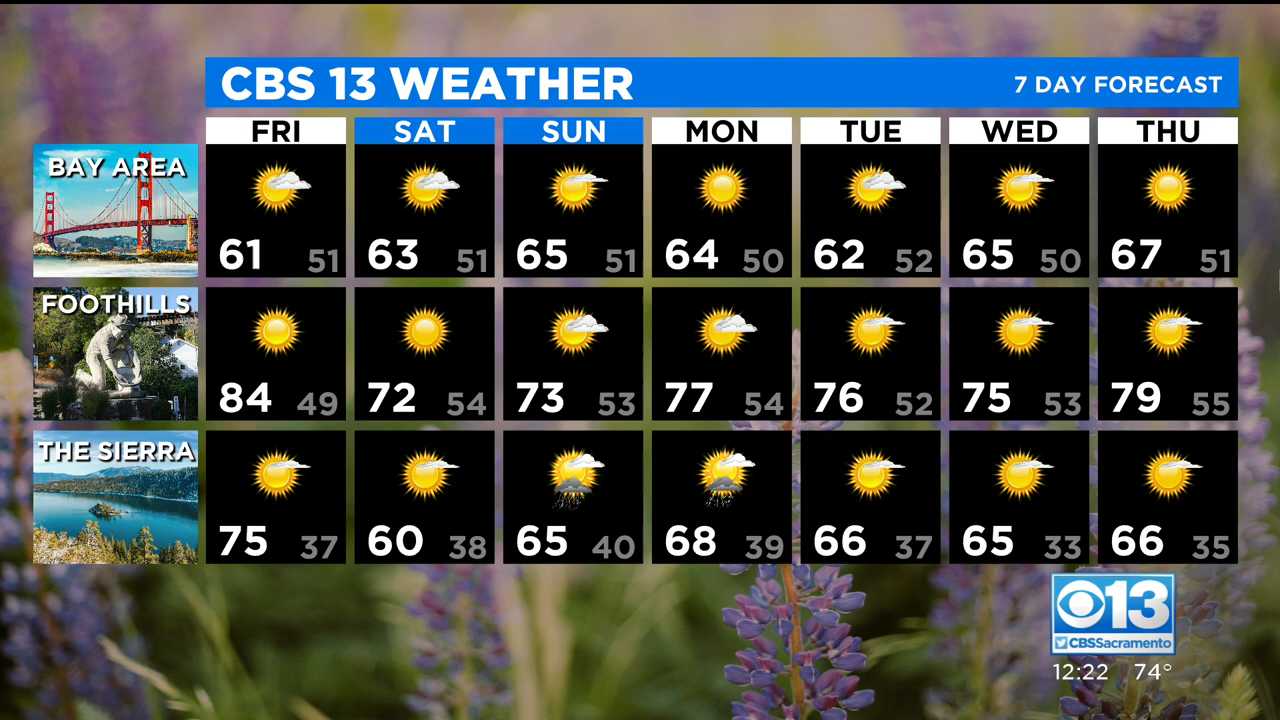 CBS 13 WEATHER 7 DAY FORECAST
FRI SAT SUN MON TUE WED THU
BAY AREA
61 51 63 51 65 51 64 50 62 52 65 50 67 51
FOOTHILLS
84 49 72 54 73 53 77 54 76 52 75 53 79 55
THE SIERRA
75 37 60 38 65 40 68 39 66 37 65 33 66 35
13
CBSSacramento
12:22 74°